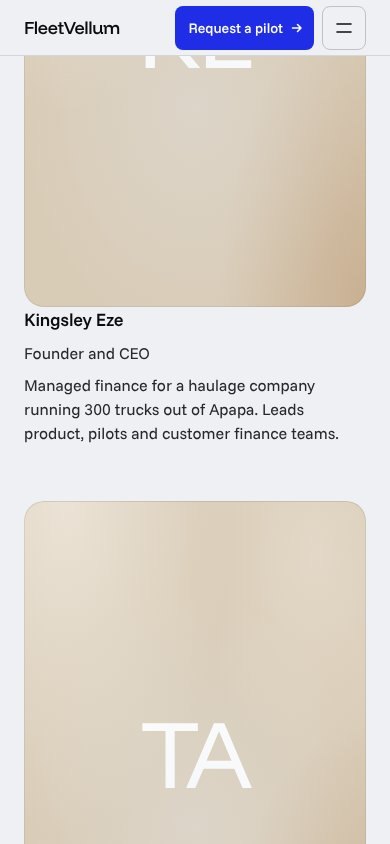 FleetVellum
Request a pilot
KE
Kingsley Eze
Founder and CEO
Managed finance for a haulage company
running 300 trucks out of Apapa. Leads
product, pilots and customer finance teams.
TA